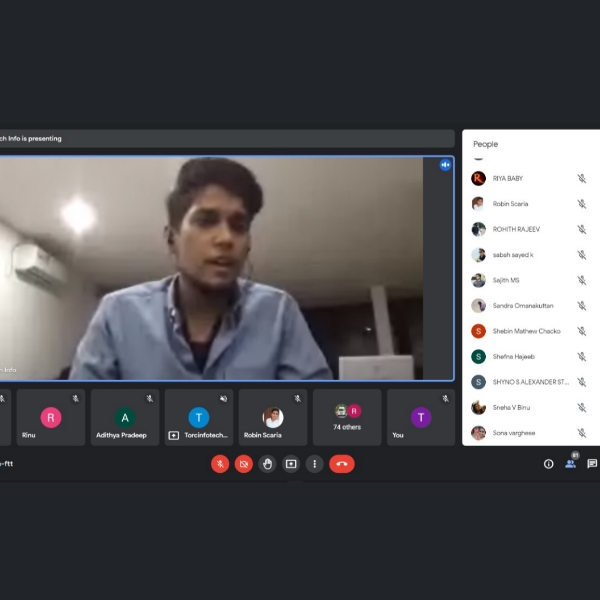 ch Info is presenting
Info
Rinu
Adithya Pradeep
Torcinfotech...
Robin Scaria
R
A
T
R
74 others
T
You
-ftt
People
RIYA BABY
Robin Scaria
ROHITH RAJEEV
sabah sayed k
Sajith MS
Sandra Omanakuttan
S
Shebin Mathew Chacko
S
Shefna Hajeeb
S
SHYNO S ALEXANDER ST...
Sneha V Binu
Sona varghese
81